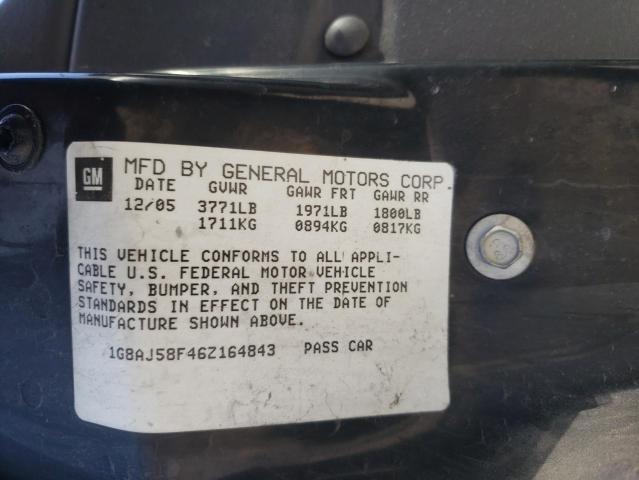 GM MFD BY GENERAL MOTORS CORP
DATE GVWR GAWR FRT GAWR RR
12/05 3771LB 1971LB 1800LB
1711KG 0894KG 0817KG
THIS VEHICLE CONFORMS TO ALL APPLI-
CABLE U.S. FEDERAL MOTOR VEHICLE
SAFETY, BUMPER, AND THEFT PREVENTION
STANDARDS IN EFFECT ON THE DATE OF
MANUFACTURE SHOWN ABOVE.
1G8AJ58F46Z164843 PASS CAR